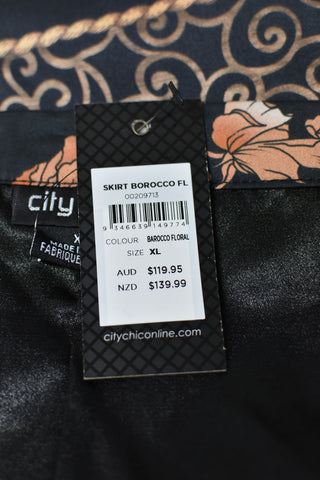 SKIRT BOROCCO FL
00209713
9 346639 149774
COLOUR BAROCCO FLORAL
SIZE XL
AUD $119.95
NZD $139.99
citychiconline.com
city
X
MADE
FABRIQUE